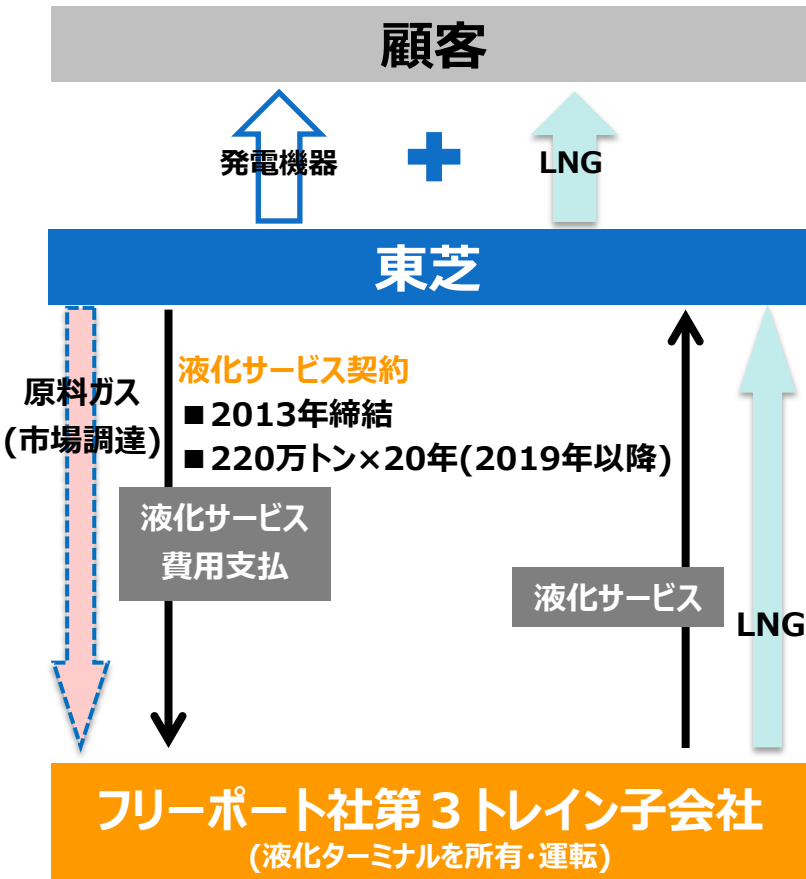 顧客
発電機器
LNG
東芝
原料ガス
(市場調達)
液化サービス契約
■2013年締結
■220万トン×20年(2019年以降)
液化サービス
費用支払
液化サービス
LNG
フリーポート社第３トレイン子会社
(液化ターミナルを所有・運転)